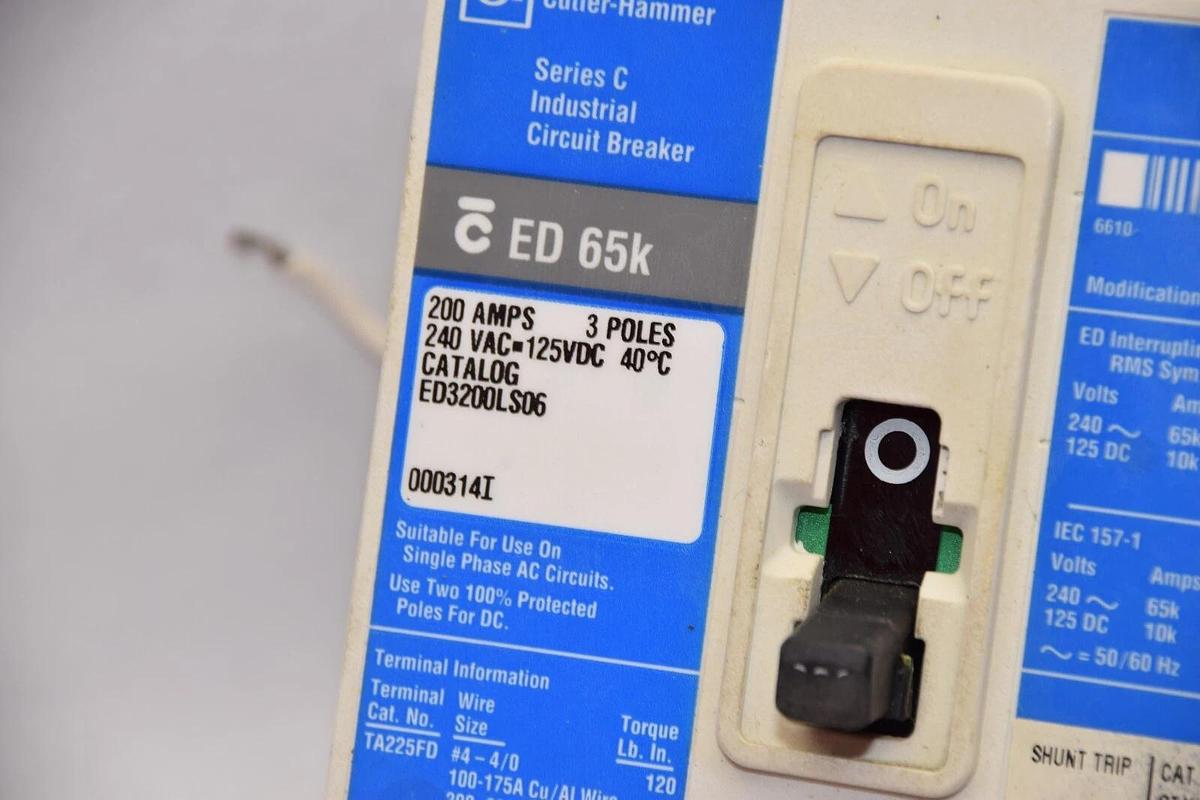 Cutler-Hammer
Series C
Industrial
Circuit Breaker
C ED 65k
200 AMPS 3 POLES
240 VAC▪125VDC 40°C
CATALOG
ED3200LS06
000314I
Suitable For Use On
Single Phase AC Circuits.
Use Two 100% Protected
Poles For DC.
Terminal Information
Terminal Wire
Cat. No. Size Torque
Lb. In.
TA225FD #4-4/0
100-175A Cu/Al Wire 120
On
Off
6610
Modification
ED Interrupting
RMS Sym
Volts Am
240 ~ 65k
125 DC 10k
IEC 157-1
Volts Amps
240 ~ 65k
125 DC 10k
~ = 50/60 Hz
SHUNT TRIP CAT